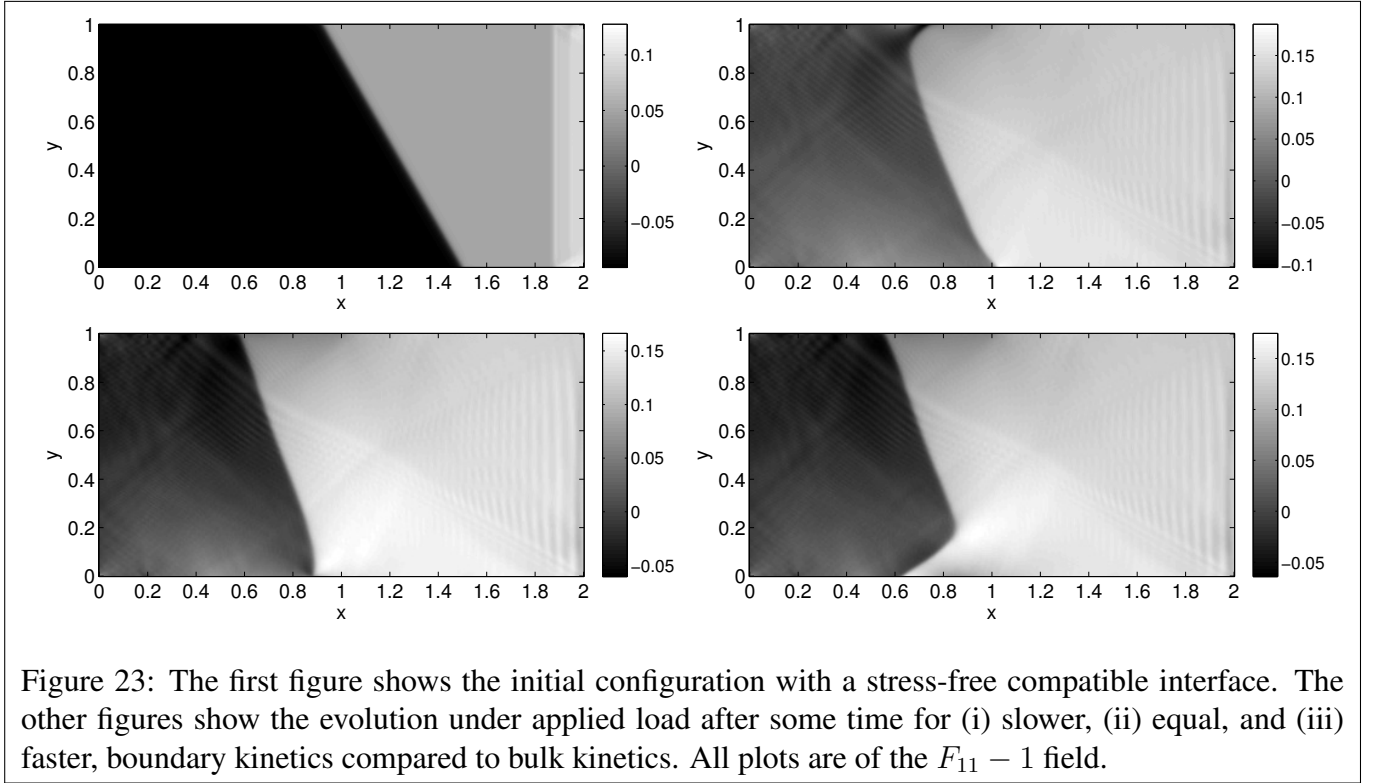 1
0.8
0.6
0.4
0.2
0
y
0 0.2 0.4 0.6 0.8 1 1.2 1.4 1.6 1.8 2
x
0.1
0.05
0
−0.05
1
0.8
0.6
0.4
0.2
0
y
0 0.2 0.4 0.6 0.8 1 1.2 1.4 1.6 1.8 2
x
0.15
0.1
0.05
0
−0.05
−0.1
1
0.8
0.6
0.4
0.2
0
y
0 0.2 0.4 0.6 0.8 1 1.2 1.4 1.6 1.8 2
x
0.15
0.1
0.05
0
−0.05
1
0.8
0.6
0.4
0.2
0
y
0 0.2 0.4 0.6 0.8 1 1.2 1.4 1.6 1.8 2
x
0.15
0.1
0.05
0
−0.05
Figure 23: The first figure shows the initial configuration with a stress-free compatible interface. The
other figures show the evolution under applied load after some time for (i) slower, (ii) equal, and (iii)
faster, boundary kinetics compared to bulk kinetics. All plots are of the F₁₁ − 1 field.